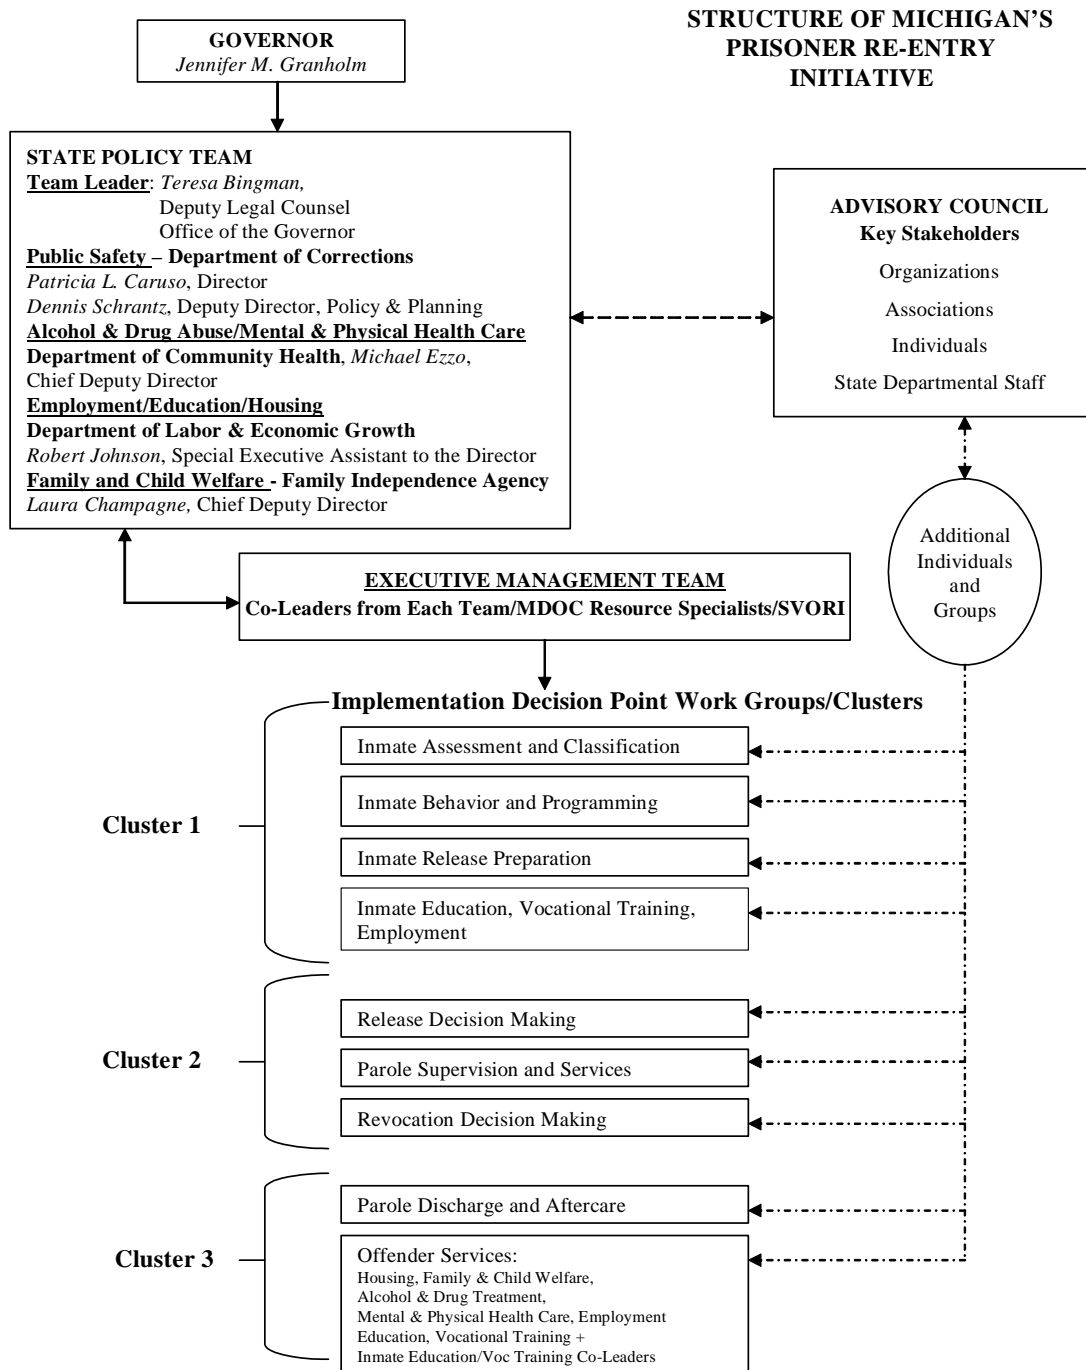 STRUCTURE OF MICHIGAN'S
PRISONER RE-ENTRY
INITIATIVE
GOVERNOR
Jennifer M. Granholm
STATE POLICY TEAM
Team Leader: Teresa Bingman,
Deputy Legal Counsel
Office of the Governor
Public Safety – Department of Corrections
Patricia L. Caruso, Director
Dennis Schrantz, Deputy Director, Policy & Planning
Alcohol & Drug Abuse/Mental & Physical Health Care
Department of Community Health, Michael Ezzo,
Chief Deputy Director
Employment/Education/Housing
Department of Labor & Economic Growth
Robert Johnson, Special Executive Assistant to the Director
Family and Child Welfare - Family Independence Agency
Laura Champagne, Chief Deputy Director
ADVISORY COUNCIL
Key Stakeholders
Organizations
Associations
Individuals
State Departmental Staff
Additional
Individuals
and
Groups
EXECUTIVE MANAGEMENT TEAM
Co-Leaders from Each Team/MDOC Resource Specialists/SVORI
Implementation Decision Point Work Groups/Clusters
Cluster 1
Inmate Assessment and Classification
Inmate Behavior and Programming
Inmate Release Preparation
Inmate Education, Vocational Training,
Employment
Cluster 2
Release Decision Making
Parole Supervision and Services
Revocation Decision Making
Cluster 3
Parole Discharge and Aftercare
Offender Services:
Housing, Family & Child Welfare,
Alcohol & Drug Treatment,
Mental & Physical Health Care, Employment
Education, Vocational Training +
Inmate Education/Voc Training Co-Leaders